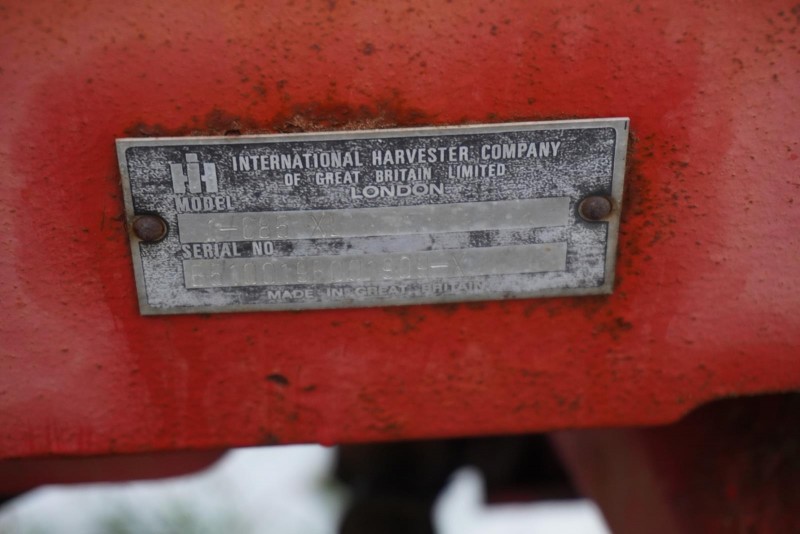 IH INTERNATIONAL HARVESTER COMPANY
OF GREAT BRITAIN LIMITED
LONDON
MODEL
SERIAL NO
MADE IN GREAT BRITAIN